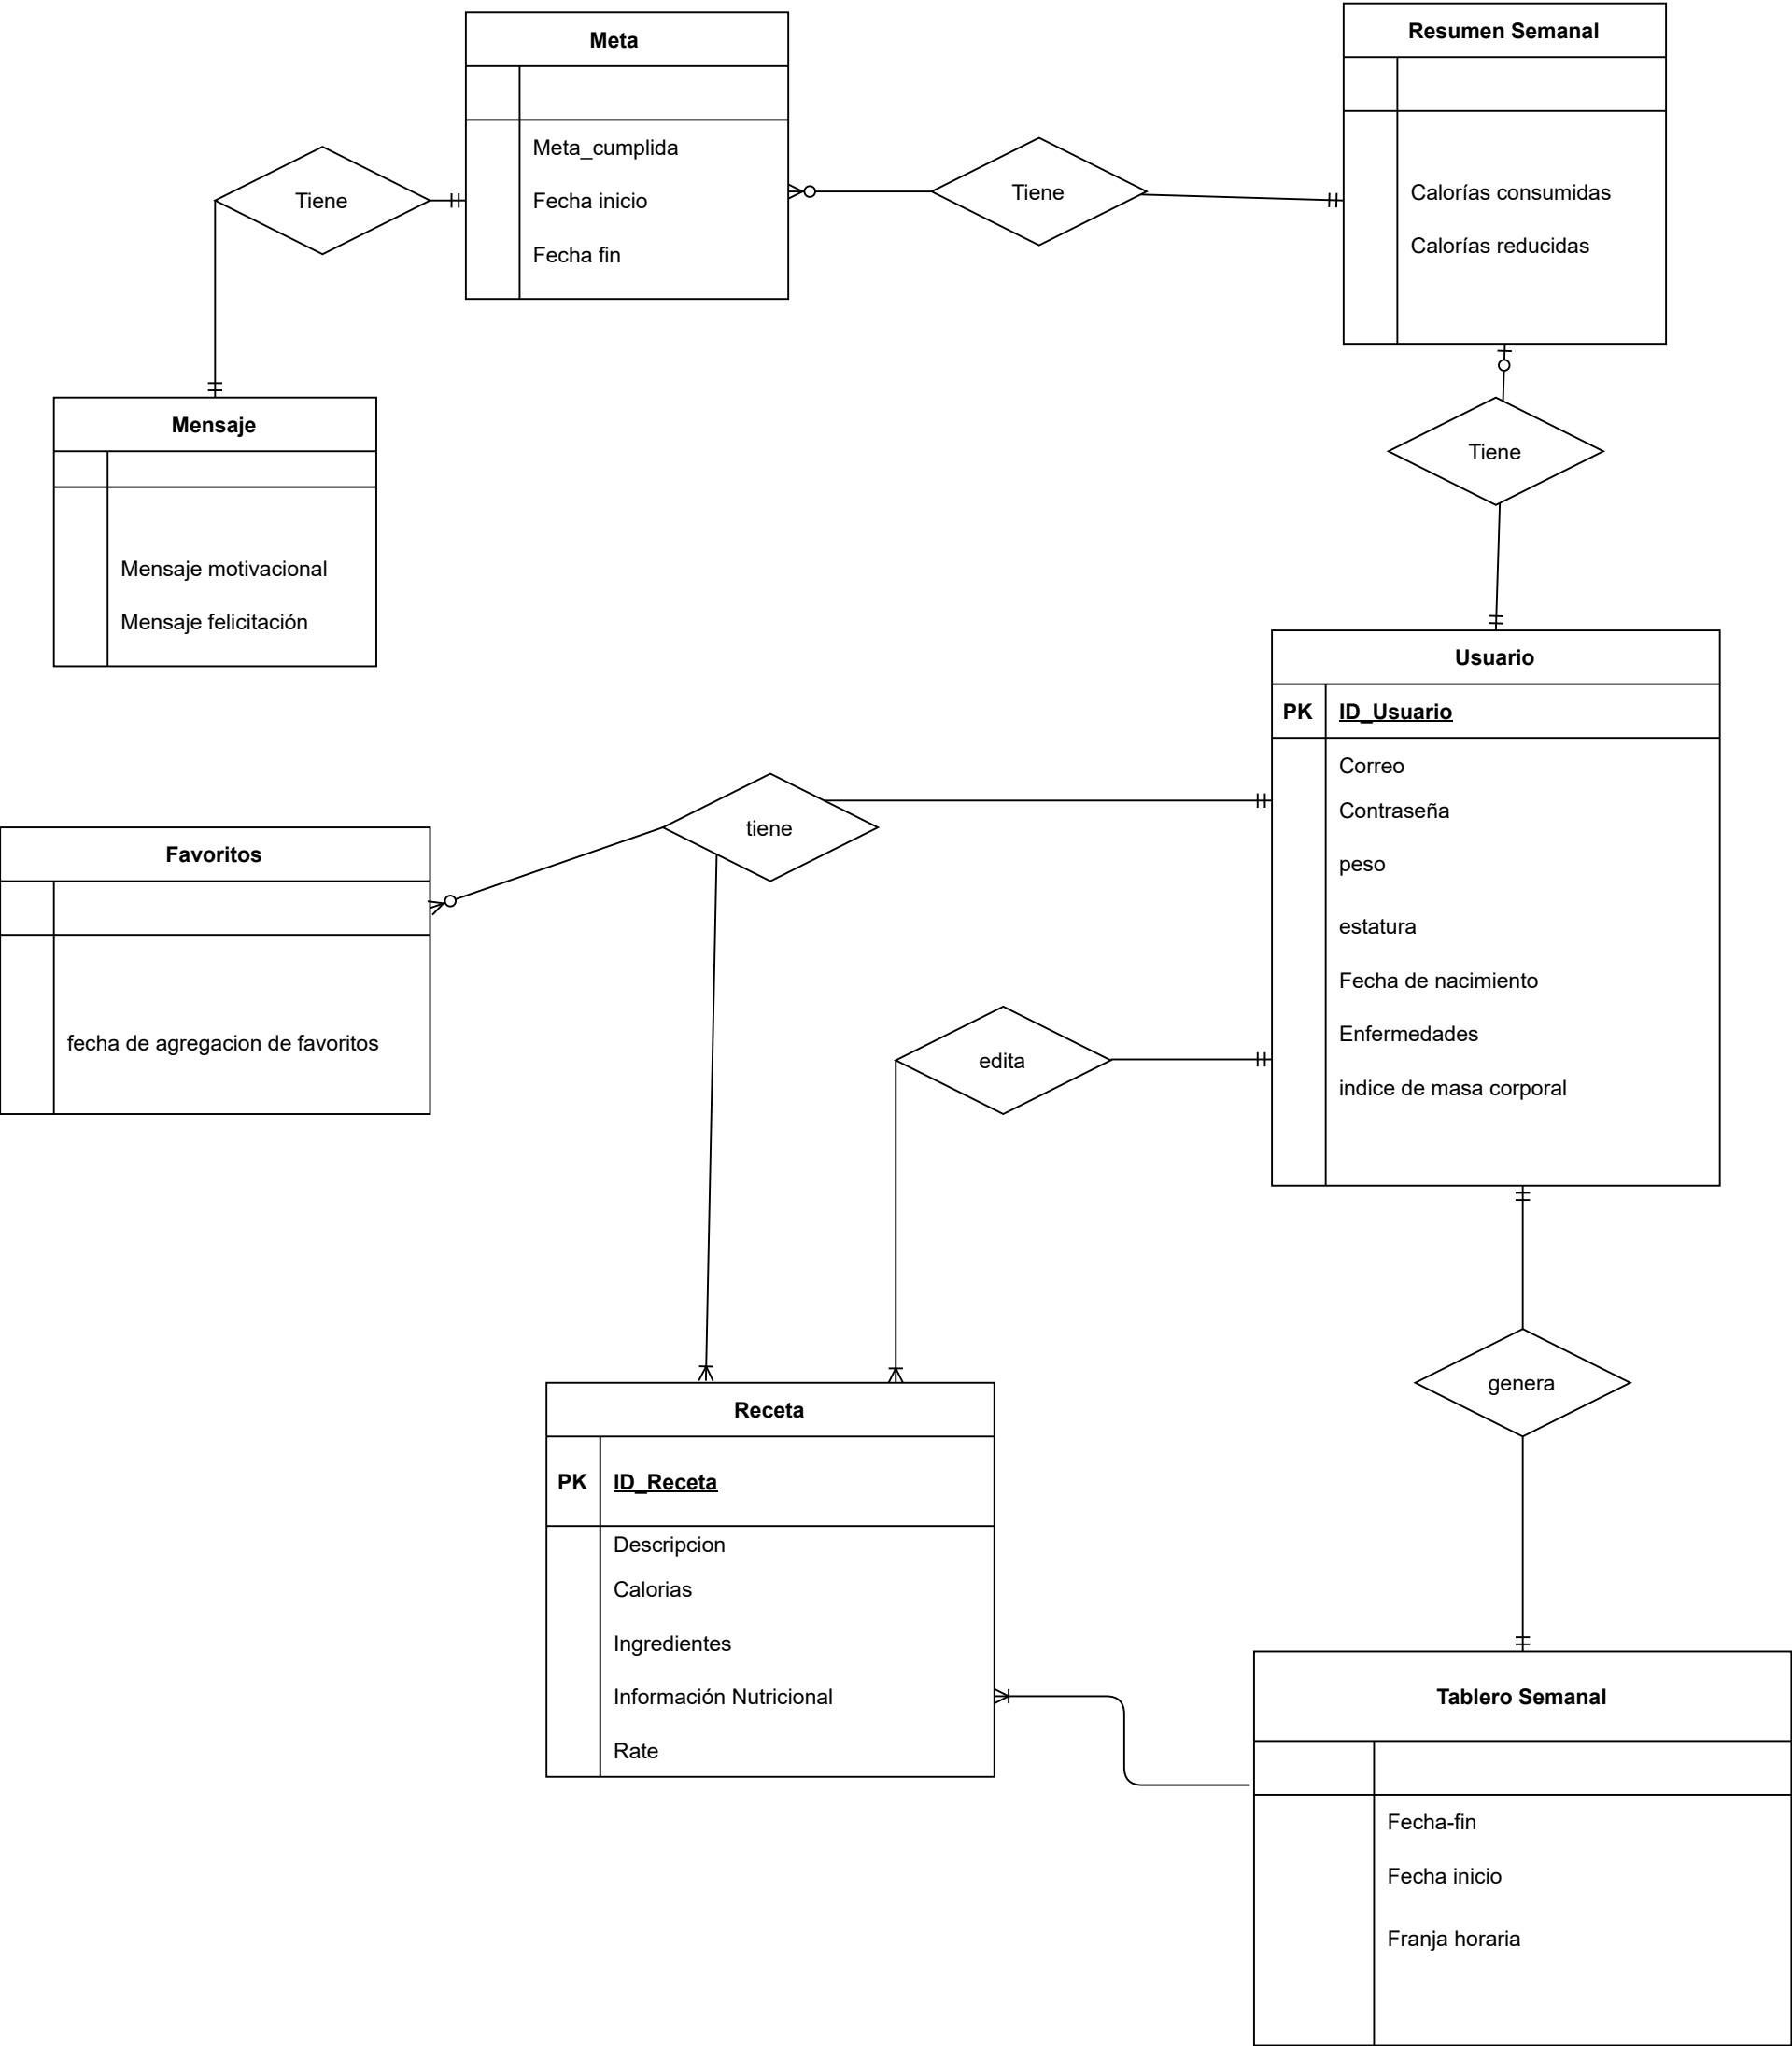 Meta
Meta_cumplida
Fecha inicio
Fecha fin
Tiene
Tiene
Resumen Semanal
Calorías consumidas
Calorías reducidas
Mensaje
Mensaje motivacional
Mensaje felicitación
Tiene
Usuario
PK ID_Usuario
Correo
Contraseña
peso
estatura
Fecha de nacimiento
Enfermedades
indice de masa corporal
tiene
Favoritos
fecha de agregacion de favoritos
edita
genera
Receta
PK ID_Receta
Descripcion
Calorias
Ingredientes
Información Nutricional
Rate
Tablero Semanal
Fecha-fin
Fecha inicio
Franja horaria